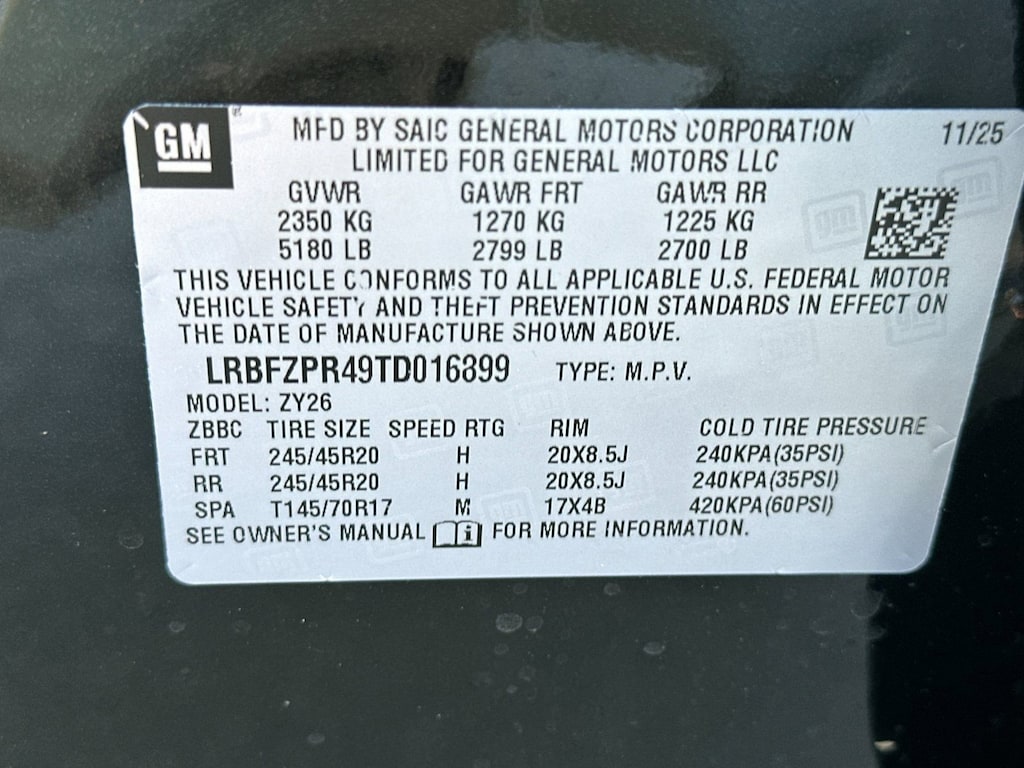 GM
MFD BY SAIC GENERAL MOTORS CORPORATION 11/25
LIMITED FOR GENERAL MOTORS LLC
GVWR GAWR FRT GAWR RR
2350 KG 1270 KG 1225 KG
5180 LB 2799 LB 2700 LB
THIS VEHICLE CONFORMS TO ALL APPLICABLE U.S. FEDERAL MOTOR
VEHICLE SAFETY AND THEFT PREVENTION STANDARDS IN EFFECT ON
THE DATE OF MANUFACTURE SHOWN ABOVE.
LRBFZPR49TD016899 TYPE: M.P.V.
MODEL: ZY26
ZBBC TIRE SIZE SPEED RTG RIM COLD TIRE PRESSURE
FRT 245/45R20 H 20X8.5J 240KPA(35PSI)
RR 245/45R20 H 20X8.5J 240KPA(35PSI)
SPA T145/70R17 M 17X4B 420KPA(60PSI)
SEE OWNER'S MANUAL FOR MORE INFORMATION.